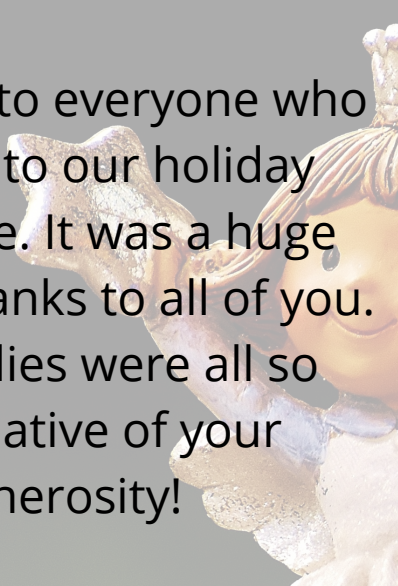 to everyone who
to our holiday
e. It was a huge
anks to all of you.
lies were all so
ative of your
nerosity!